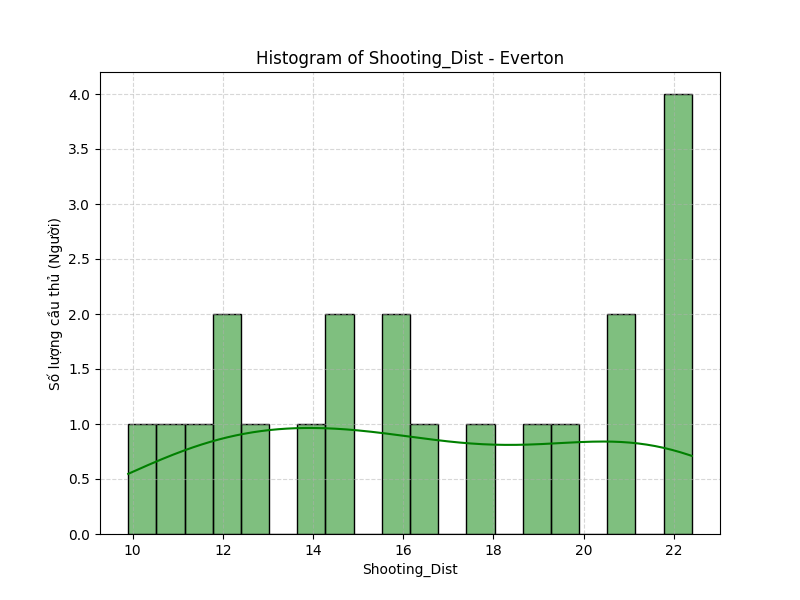 Histogram of Shooting_Dist - Everton
4.0
3.5
3.0
2.5
2.0
1.5
1.0
0.5
0.0
Số lượng cầu thủ (Người)
10 12 14 16 18 20 22
Shooting_Dist